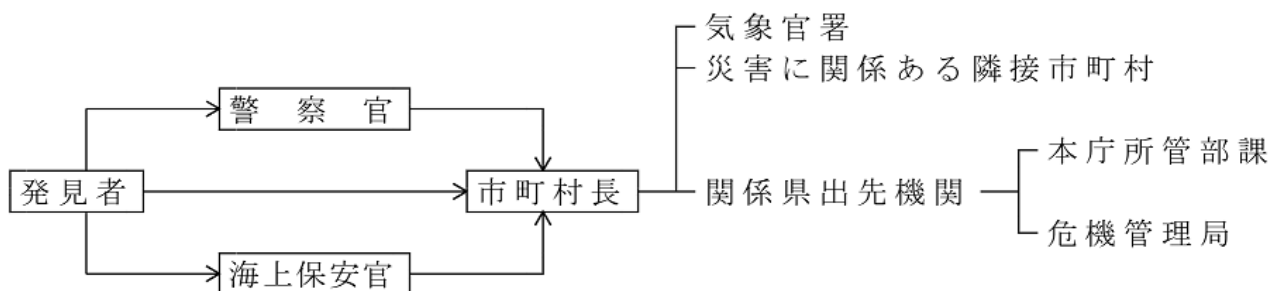 気象官署
災害に関係ある隣接市町村
警察官
本庁所管部課
発見者
市町村長
関係県出先機関
危機管理局
海上保安官